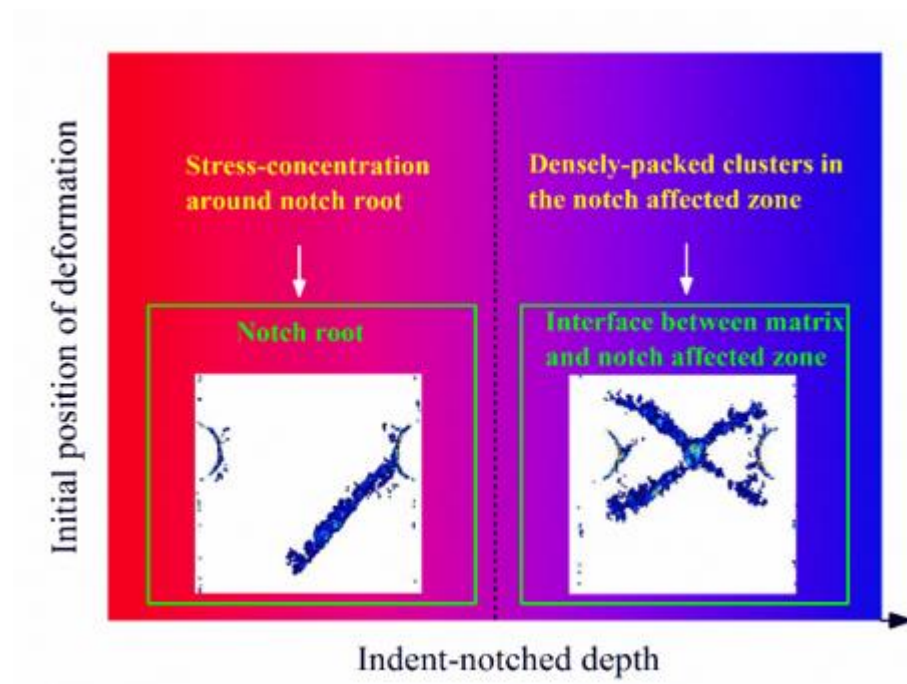 Initial position of deformation
Stress-concentration
around notch root
Densely-packed clusters in
the notch affected zone
Notch root
Interface between matrix
and notch affected zone
Indent-notched depth